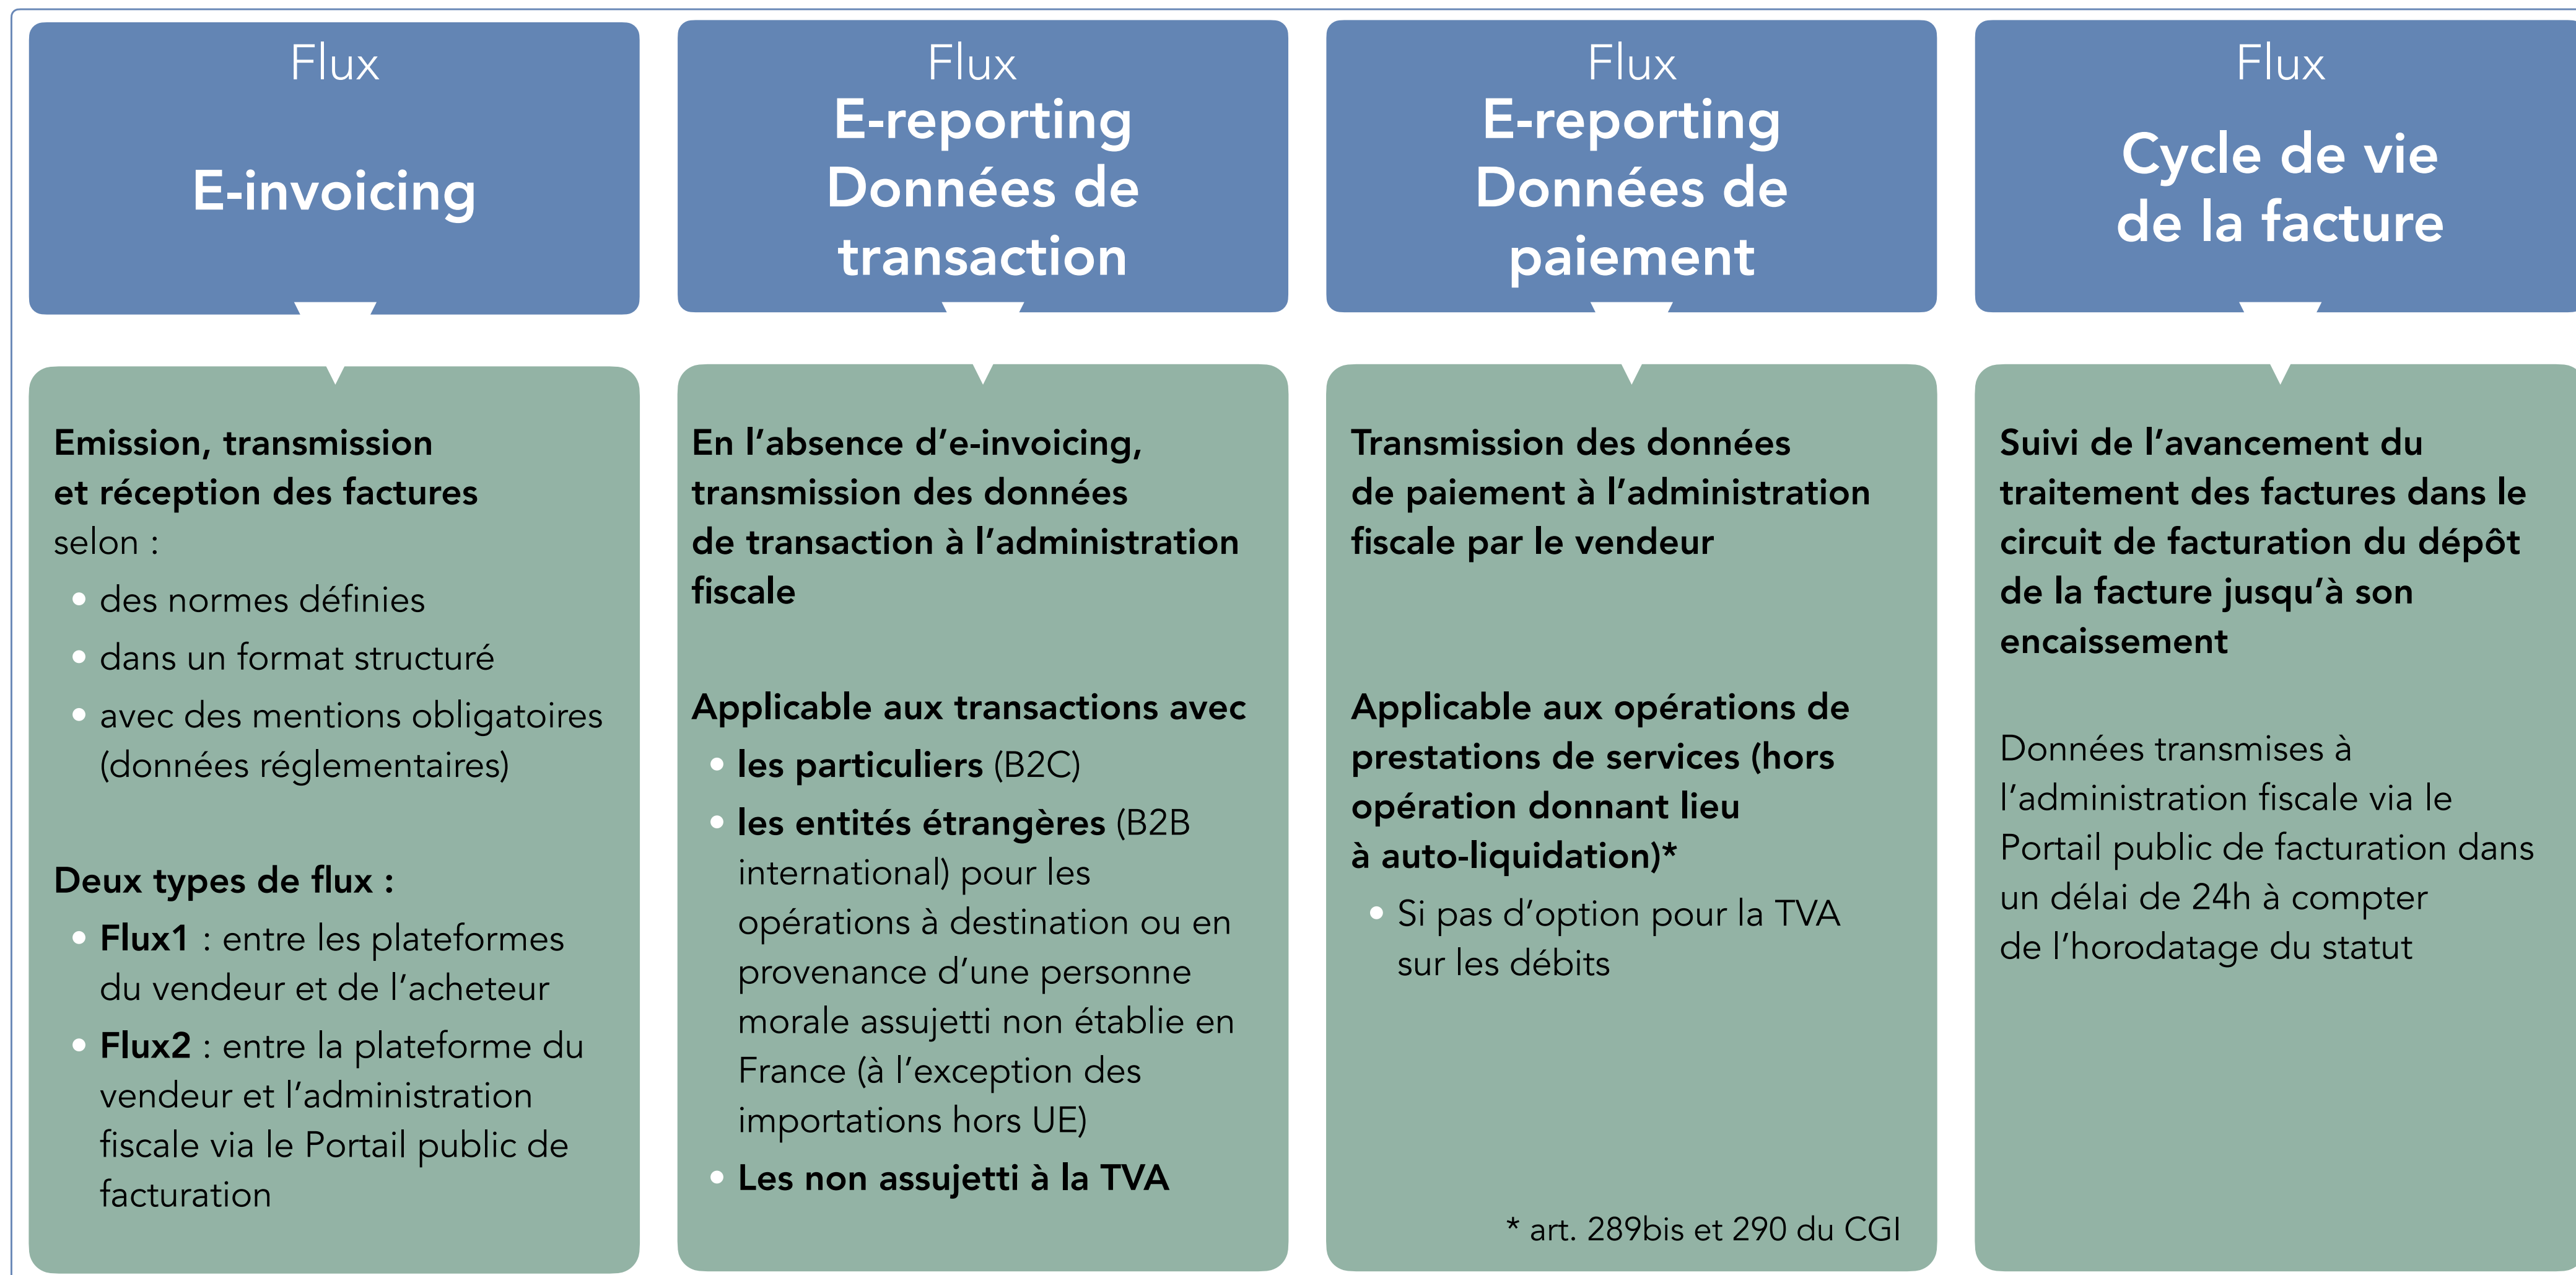 Flux
E-invoicing
Emission, transmission
et réception des factures
selon :
• des normes définies
• dans un format structuré
• avec des mentions obligatoires
(données réglementaires)
Deux types de flux :
• Flux1 : entre les plateformes
du vendeur et de l’acheteur
• Flux2 : entre la plateforme du
vendeur et l’administration
fiscale via le Portail public de
facturation
Flux
E-reporting
Données de
transaction
En l’absence d’e-invoicing,
transmission des données
de transaction à l’administration
fiscale
Applicable aux transactions avec
• les particuliers (B2C)
• les entités étrangères (B2B
international) pour les
opérations à destination ou en
provenance d’une personne
morale assujetti non établie en
France (à l’exception des
importations hors UE)
• Les non assujetti à la TVA
Flux
E-reporting
Données de
paiement
Transmission des données
de paiement à l’administration
fiscale par le vendeur
Applicable aux opérations de
prestations de services (hors
opération donnant lieu
à auto-liquidation)*
• Si pas d’option pour la TVA
sur les débits
* art. 289bis et 290 du CGI
Flux
Cycle de vie
de la facture
Suivi de l’avancement du
traitement des factures dans le
circuit de facturation du dépôt
de la facture jusqu’à son
encaissement
Données transmises à
l’administration fiscale via le
Portail public de facturation dans
un délai de 24h à compter
de l’horodatage du statut